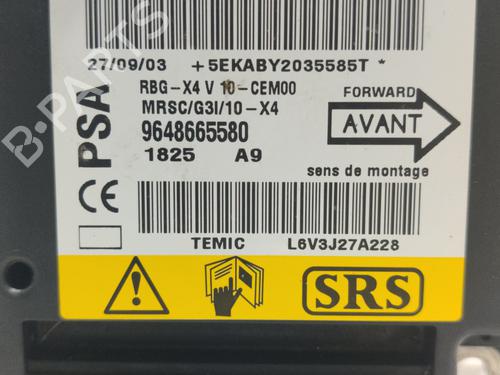 27/09/03 +5EKABY2035585T *
PSA
RBG-X4 V 10-CEM00
MRSC/G3I/10-X4
9648665580
1825 A9
FORWARD
AVANT
sens de montage
CE
TEMIC L6V3J27A228
SRS
B-PARTS